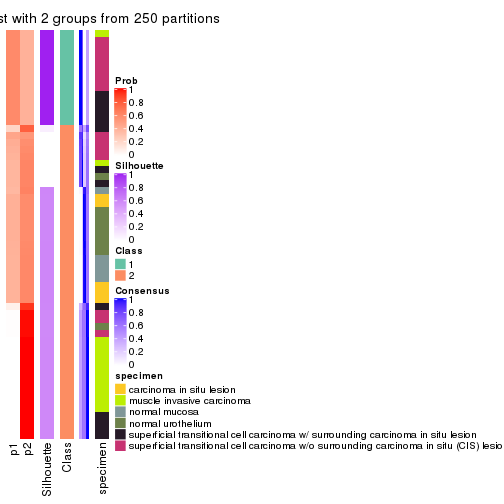 st with 2 groups from 250 partitions
Prob
1
0.8
0.6
0.4
0.2
0
Silhouette
1
0.8
0.6
0.4
0.2
0
Class
1
2
Consensus
1
0.8
0.6
0.4
0.2
0
specimen
carcinoma in situ lesion
muscle invasive carcinoma
normal mucosa
normal urothelium
superficial transitional cell carcinoma w/ surrounding carcinoma in situ lesion
superficial transitional cell carcinoma w/o surrounding carcinoma in situ (CIS) lesio
p1
p2
Silhouette
Class
specimen